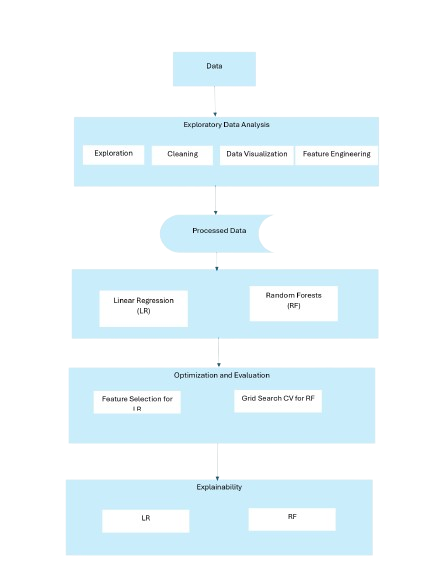 Data
Exploratory Data Analysis
Exploration
Cleaning
Data Visualization
Feature Engineering
Processed Data
Linear Regression
(LR)
Random Forests
(RF)
Optimization and Evaluation
Feature Selection for
LR
Grid Search CV for RF
Explainability
LR
RF